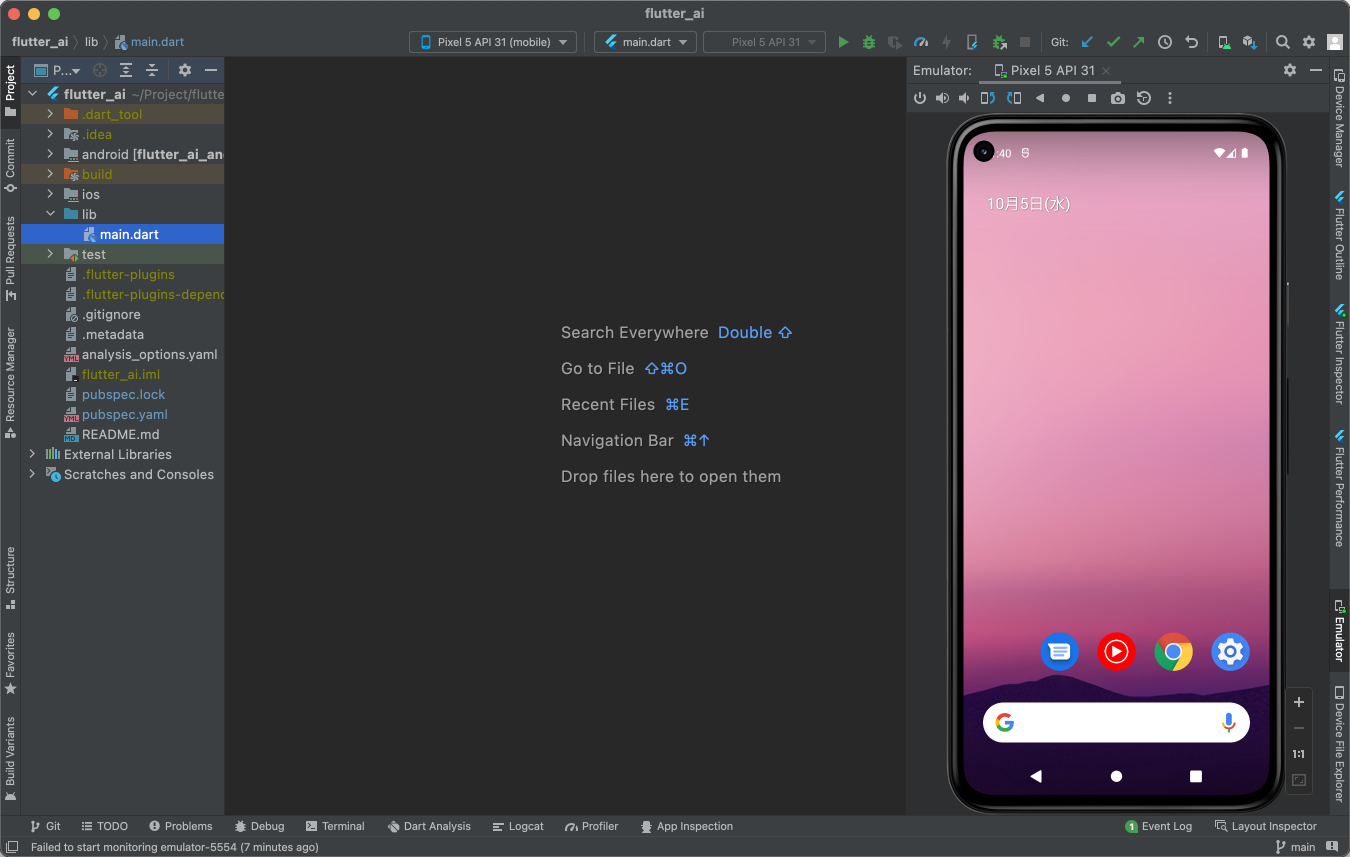 flutter_ai
flutter_ai lib main.dart
Pixel 5 API 31 (mobile) main.dart Pixel 5 API 31 Git:
P...
Emulator: Pixel 5 API 31
flutter_ai ~/Project/flutte
.dart_tool
.idea
android [flutter_ai_an
build
ios
lib
main.dart
test
.flutter-plugins
.flutter-plugins-depend
.gitignore
.metadata
analysis_options.yaml
flutter_ai.iml
pubspec.lock
pubspec.yaml
README.md
External Libraries
Scratches and Consoles
Project
Commit
Pull Requests
Resource Manager
Structure
Favorites
Build Variants
Search Everywhere Double ⇧
Go to File ⇧⌘O
Recent Files ⌘E
Navigation Bar ⌘↑
Drop files here to open them
:40
10月5日(水)
1:1
Device Manager
Flutter Outline
Flutter Inspector
Flutter Performance
Emulator
Device File Explorer
Git TODO Problems Debug Terminal Dart Analysis Logcat Profiler App Inspection 1 Event Log Layout Inspector
Failed to start monitoring emulator-5554 (7 minutes ago) main